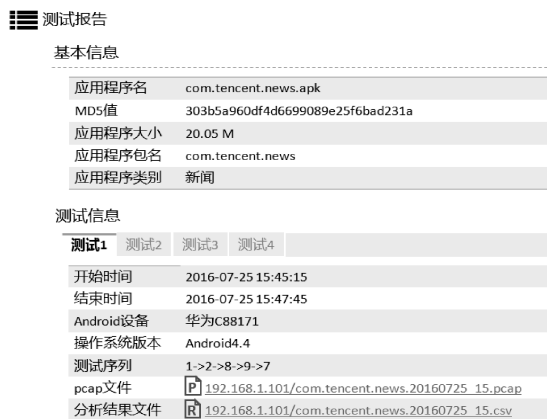 测试报告
基本信息
应用程序名 com.tencent.news.apk
MD5值 303b5a960df4d6699089e25f6bad231a
应用程序大小 20.05 M
应用程序包名 com.tencent.news
应用程序类别 新闻
测试信息
测试1 测试2 测试3 测试4
开始时间 2016-07-25 15:45:15
结束时间 2016-07-25 15:47:45
Android设备 华为C88171
操作系统版本 Android4.4
测试序列 1->2->8->9->7
pcap文件 P 192.168.1.101/com.tencent.news.20160725_15.pcap
分析结果文件 R 192.168.1.101/com.tencent.news.20160725_15.csv